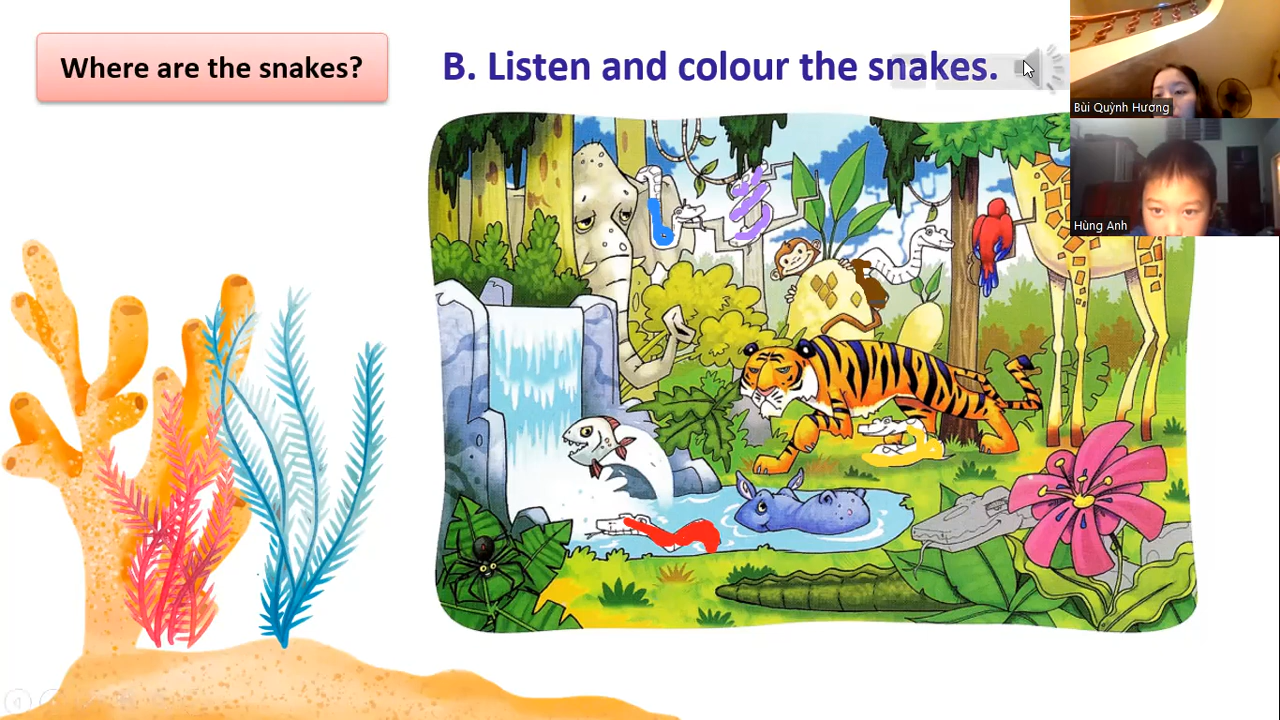 Where are the snakes?
B. Listen and colour the snakes.
Bùi Quỳnh Hương
Hùng Anh